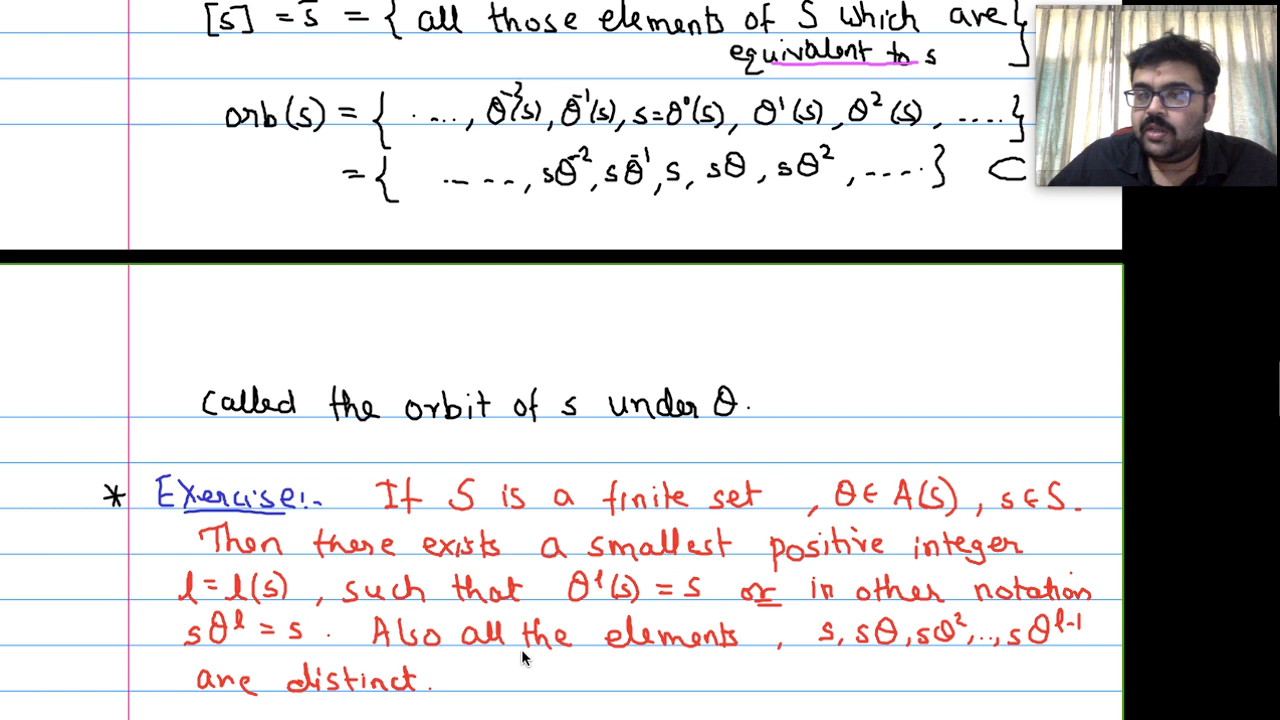 [s] = s̄ = { all those elements of S which are }
equivalent to s
orb(s) = { ...., θ⁻²(s), θ⁻¹(s), s=θ⁰(s), θ¹(s), θ²(s), .... }
= { ....., sθ⁻², sθ⁻¹, s, sθ, sθ², ..... } ⊂
called the orbit of s under θ.
* Exercise:- If S is a finite set , θ ∈ A(S) , s ∈ S.
Then there exists a smallest positive integer
l = l(s) , such that θˡ(s) = s or in other notation
sθˡ = s . Also all the elements , s, sθ, sθ², .., sθˡ⁻¹
are distinct.